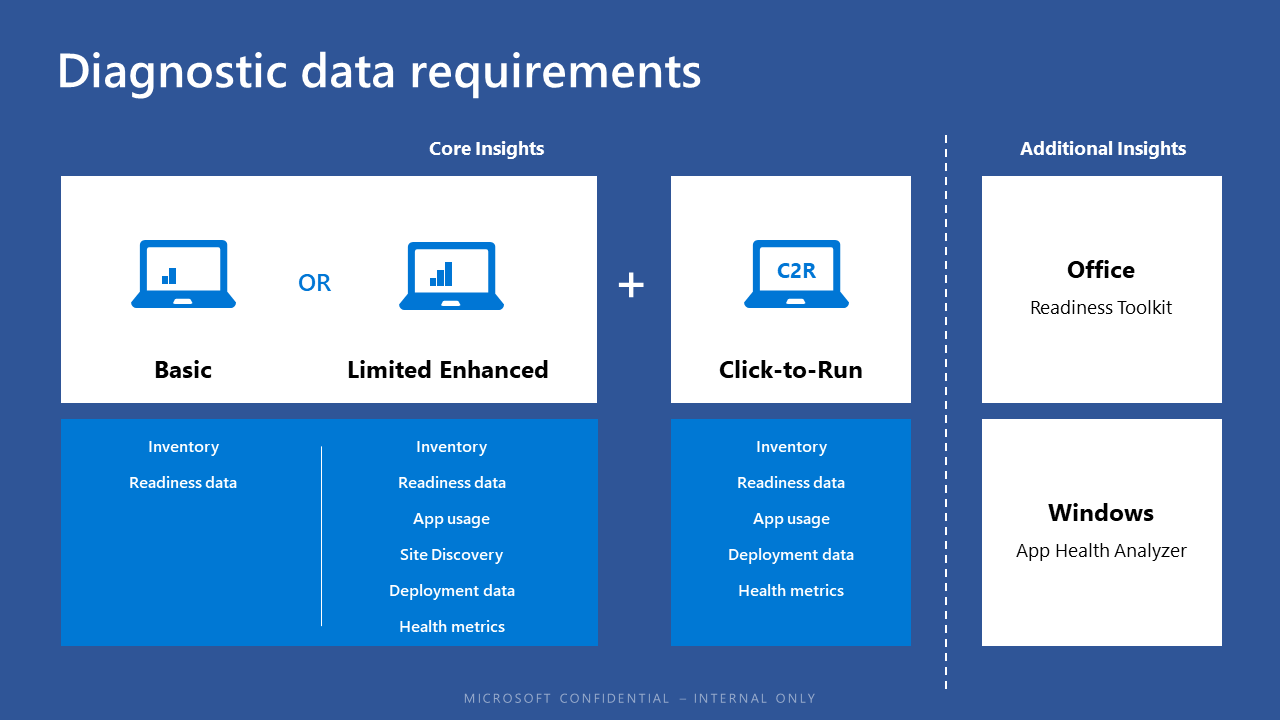 Diagnostic data requirements
Core Insights
Additional Insights
OR
C2R
+
Basic
Limited Enhanced
Click-to-Run
Office
Readiness Toolkit
Inventory
Readiness data
Inventory
Readiness data
App usage
Site Discovery
Deployment data
Health metrics
Inventory
Readiness data
App usage
Deployment data
Health metrics
Windows
App Health Analyzer
MICROSOFT CONFIDENTIAL – INTERNAL ONLY